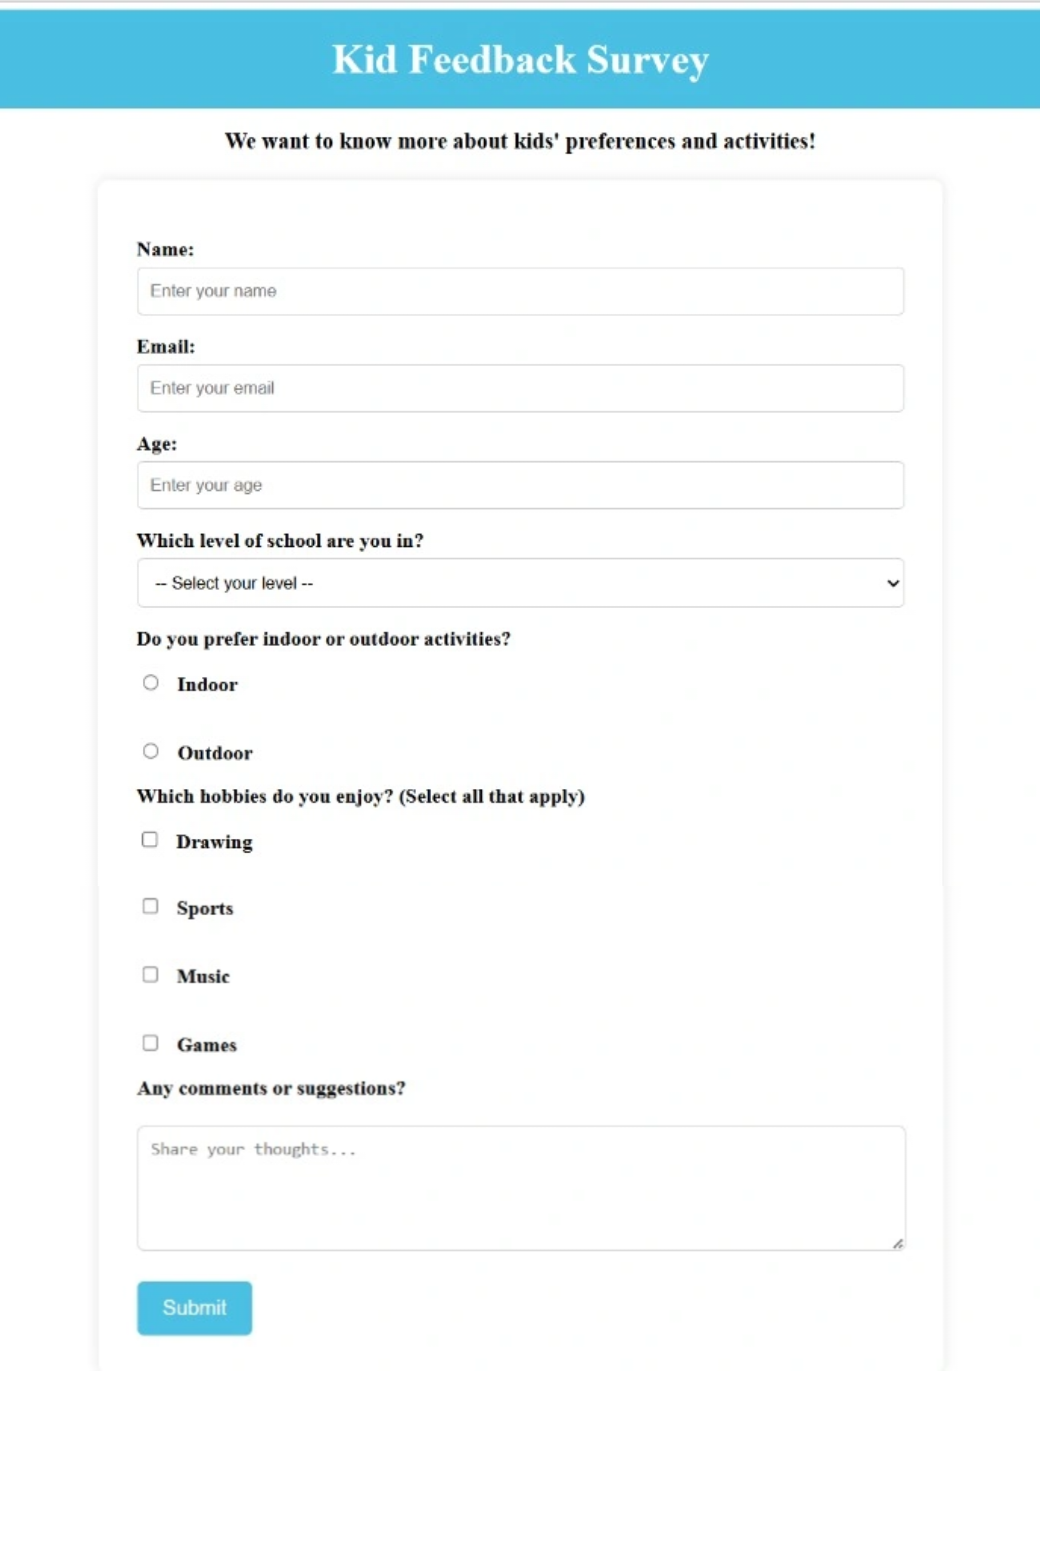 Kid Feedback Survey
We want to know more about kids' preferences and activities!
Name:
Enter your name
Email:
Enter your email
Age:
Enter your age
Which level of school are you in?
-- Select your level --
Do you prefer indoor or outdoor activities?
Indoor
Outdoor
Which hobbies do you enjoy? (Select all that apply)
Drawing
Sports
Music
Games
Any comments or suggestions?
Share your thoughts...
Submit